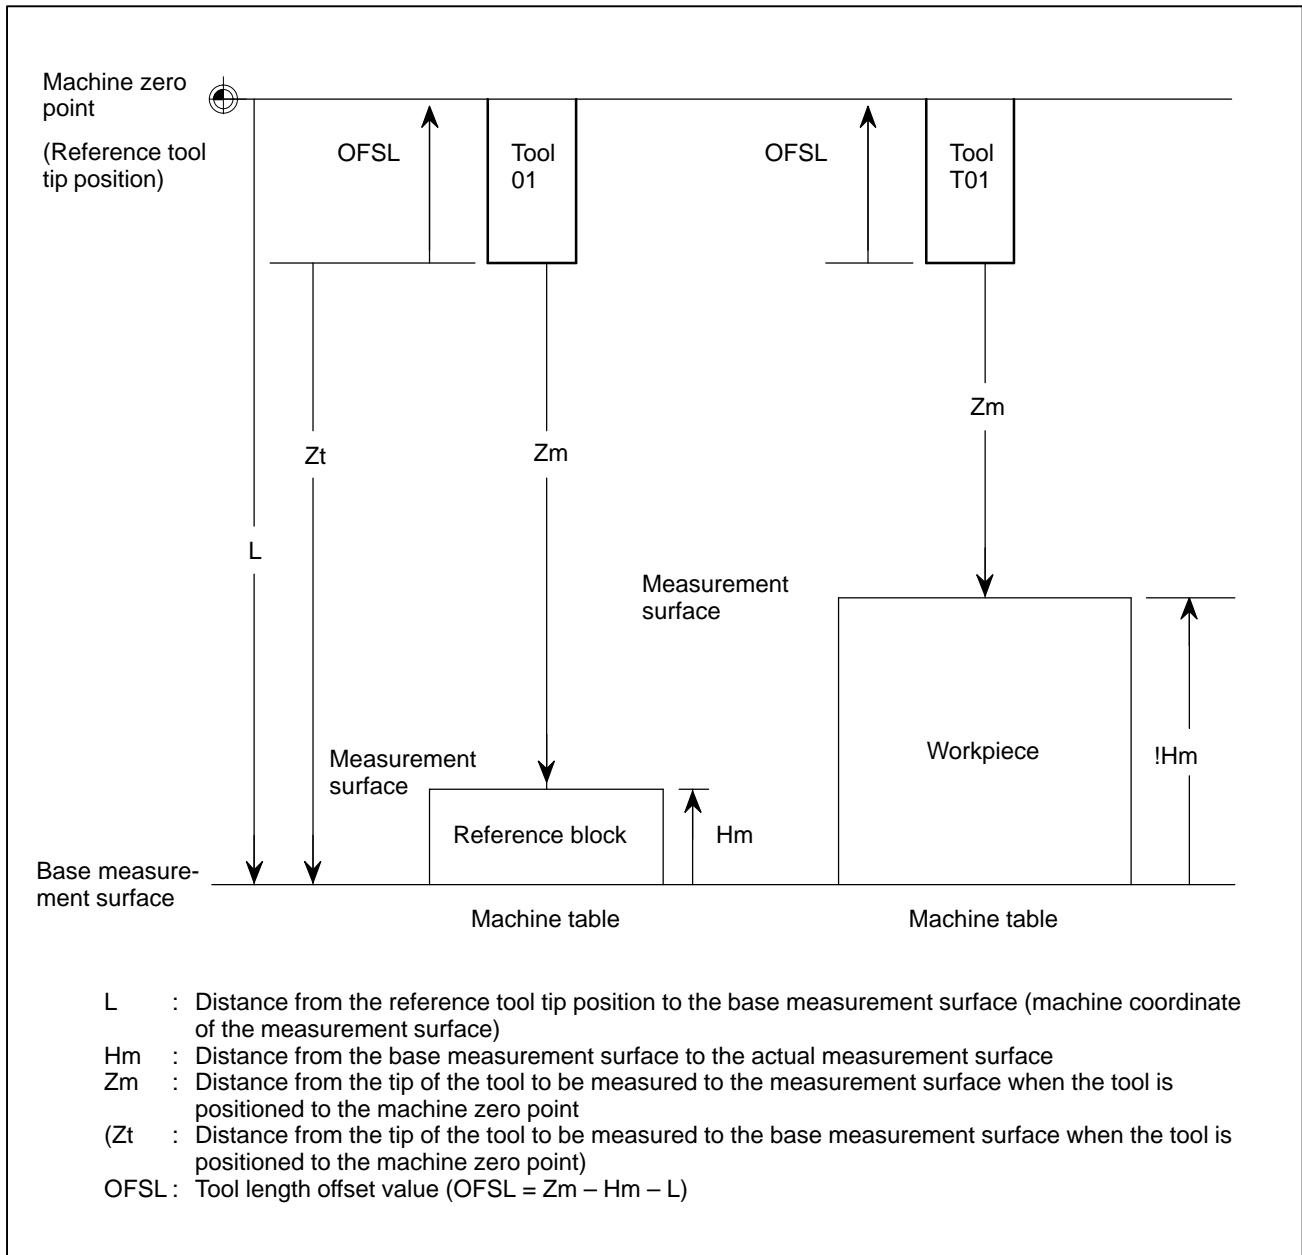 Machine zero
point
(Reference tool
tip position)
OFSL
Tool
01
OFSL
Tool
T01
Zt
Zm
Zm
L
Measurement
surface
Measurement
surface
Reference block
Hm
Workpiece
!Hm
Base measure-
ment surface
Machine table
Machine table
L : Distance from the reference tool tip position to the base measurement surface (machine coordinate
of the measurement surface)
Hm : Distance from the base measurement surface to the actual measurement surface
Zm : Distance from the tip of the tool to be measured to the measurement surface when the tool is
positioned to the machine zero point
(Zt : Distance from the tip of the tool to be measured to the base measurement surface when the tool is
positioned to the machine zero point)
OFSL : Tool length offset value (OFSL = Zm – Hm – L)